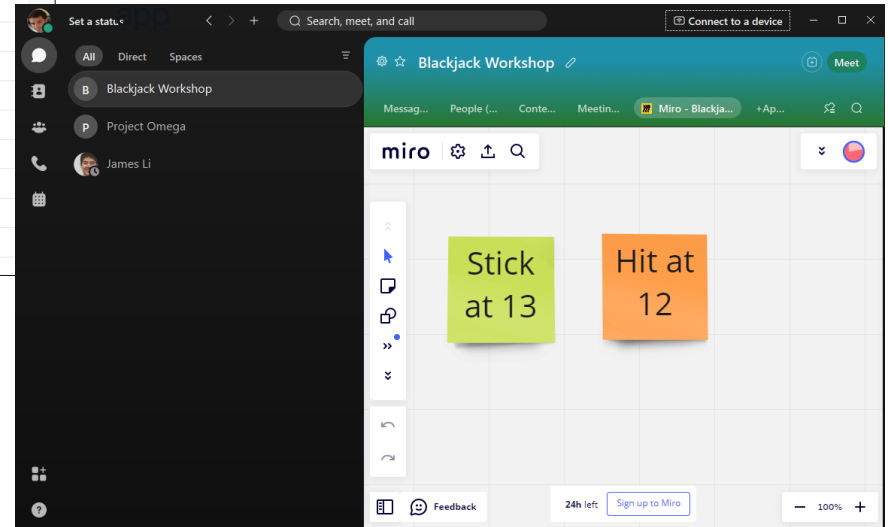 Set a statu
Search, meet, and call
Connect to a device
All Direct Spaces
B Blackjack Workshop
P Project Omega
James Li
Blackjack Workshop
Meet
Messag... People (... Conte... Meetin... Miro - Blackja... +Ap...
miro
Stick
at 13
Hit at
12
Feedback
24h left
Sign up to Miro
100%